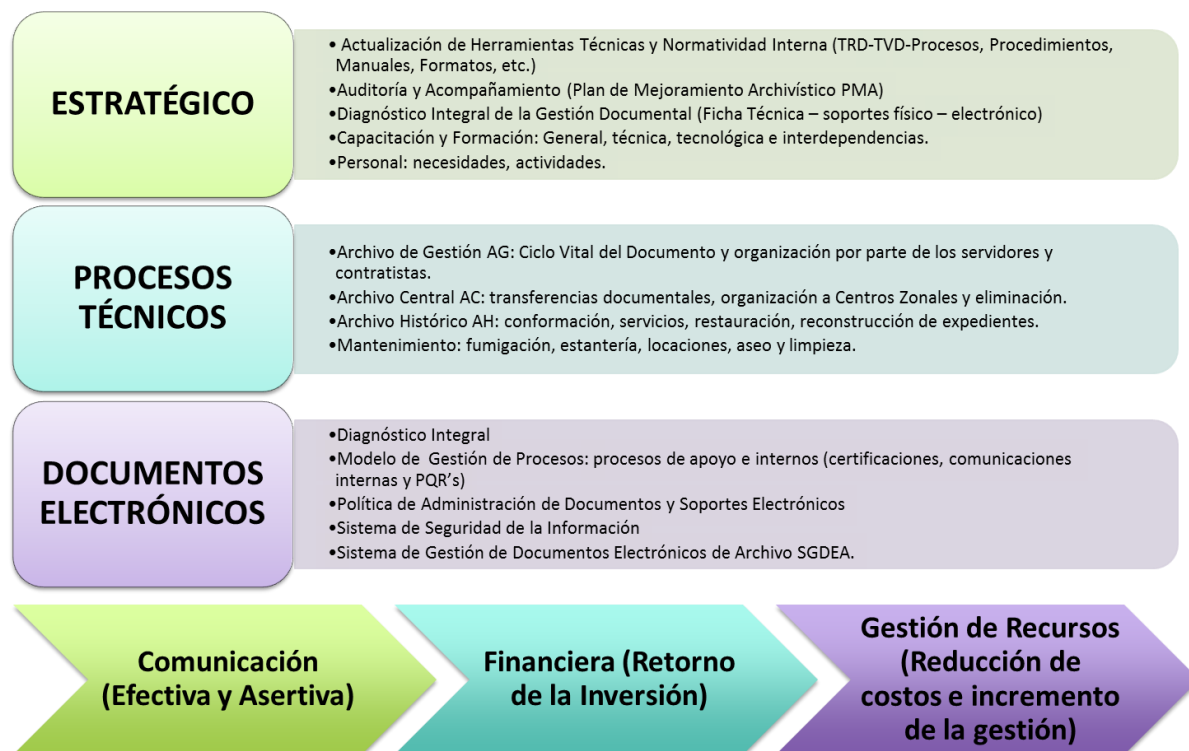 ESTRATÉGICO
• Actualización de Herramientas Técnicas y Normatividad Interna (TRD-TVD-Procesos, Procedimientos,
Manuales, Formatos, etc.)
•Auditoría y Acompañamiento (Plan de Mejoramiento Archivístico PMA)
•Diagnóstico Integral de la Gestión Documental (Ficha Técnica – soportes físico – electrónico)
•Capacitación y Formación: General, técnica, tecnológica e interdependencias.
•Personal: necesidades, actividades.
PROCESOS
TÉCNICOS
•Archivo de Gestión AG: Ciclo Vital del Documento y organización por parte de los servidores y
contratistas.
•Archivo Central AC: transferencias documentales, organización a Centros Zonales y eliminación.
•Archivo Histórico AH: conformación, servicios, restauración, reconstrucción de expedientes.
•Mantenimiento: fumigación, estantería, locaciones, aseo y limpieza.
DOCUMENTOS
ELECTRÓNICOS
•Diagnóstico Integral
•Modelo de Gestión de Procesos: procesos de apoyo e internos (certificaciones, comunicaciones
internas y PQR’s)
•Política de Administración de Documentos y Soportes Electrónicos
•Sistema de Seguridad de la Información
•Sistema de Gestión de Documentos Electrónicos de Archivo SGDEA.
Comunicación
(Efectiva y Asertiva)
Financiera (Retorno
de la Inversión)
Gestión de Recursos
(Reducción de
costos e incremento
de la gestión)